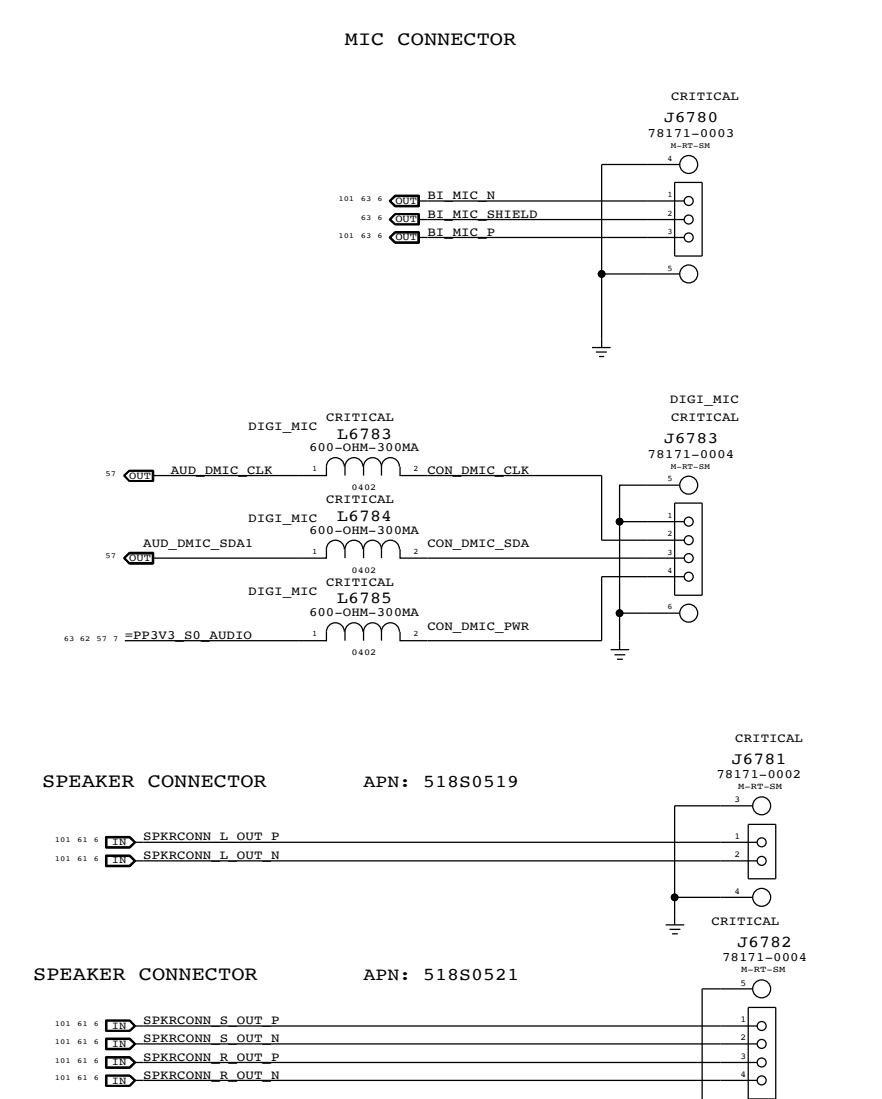 MIC CONNECTOR
CRITICAL
J6780
78171-0003
M-RT-SM
4
101 63 6 OUT BI_MIC_N 1
63 6 OUT BI_MIC_SHIELD 2
101 63 6 OUT BI_MIC_P 3
5
DIGI_MIC
CRITICAL
J6783
78171-0004
M-RT-SM
5
CRITICAL
DIGI_MIC L6783
600-OHM-300MA
57 OUT AUD_DMIC_CLK 1 2 CON_DMIC_CLK
0402
CRITICAL
DIGI_MIC L6784
600-OHM-300MA
1
2
57 OUT AUD_DMIC_SDA1 1 2 CON_DMIC_SDA 3
4
0402
CRITICAL
DIGI_MIC L6785
600-OHM-300MA
6
63 62 57 7 =PP3V3_S0_AUDIO 1 2 CON_DMIC_PWR
0402
CRITICAL
J6781
78171-0002
M-RT-SM
SPEAKER CONNECTOR APN: 518S0519
3
101 61 6 IN SPKRCONN_L_OUT_P 1
101 61 6 IN SPKRCONN_L_OUT_N 2
4
CRITICAL
J6782
78171-0004
M-RT-SM
SPEAKER CONNECTOR APN: 518S0521
5
101 61 6 IN SPKRCONN_S_OUT_P 1
101 61 6 IN SPKRCONN_S_OUT_N 2
101 61 6 IN SPKRCONN_R_OUT_P 3
101 61 6 IN SPKRCONN_R_OUT_N 4